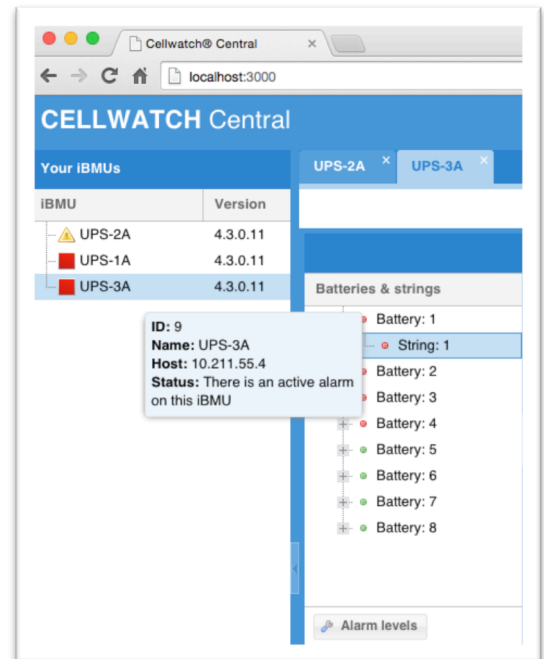 Cellwatch® Central
localhost:3000
CELLWATCH Central
Your iBMUs
iBMU Version
UPS-2A 4.3.0.11
UPS-1A 4.3.0.11
UPS-3A 4.3.0.11
ID: 9
Name: UPS-3A
Host: 10.211.55.4
Status: There is an active alarm
on this iBMU
UPS-2A UPS-3A
Batteries & strings
Battery: 1
String: 1
Battery: 2
Battery: 3
Battery: 4
Battery: 5
Battery: 6
Battery: 7
Battery: 8
Alarm levels